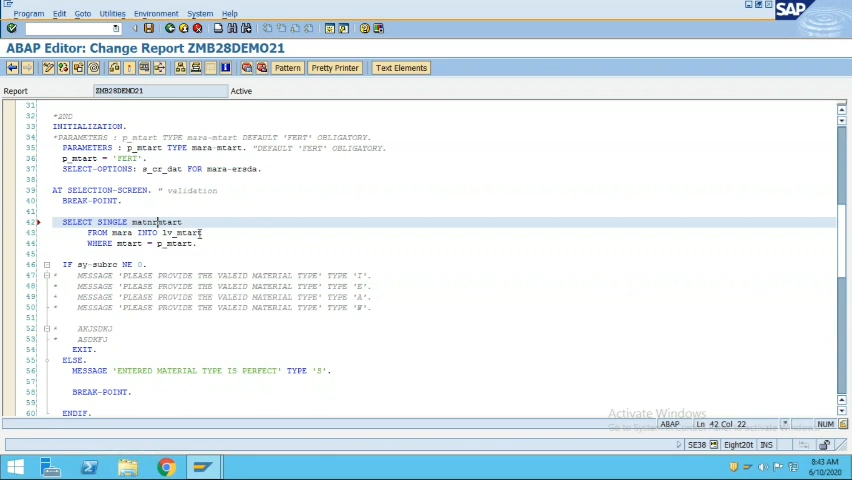 Program Edit Goto Utilities Environment System Help
SAP
ABAP Editor: Change Report ZMB28DEMO21
Pattern Pretty Printer Text Elements
Report ZMB28DEMO21 Active
31
32 *2ND
33 INITIALIZATION.
34 *PARAMETERS : p_mtart TYPE mara-mtart DEFAULT 'FERT' OBLIGATORY.
35 PARAMETERS : p_mtart TYPE mara-mtart. "DEFAULT 'FERT' OBLIGATORY.
36 p_mtart = 'FERT'.
37 SELECT-OPTIONS: s_cr_dat FOR mara-ersda.
38
39 AT SELECTION-SCREEN. " validation
40 BREAK-POINT.
41
42 SELECT SINGLE matnrmtart
43 FROM mara INTO lv_mtart
44 WHERE mtart = p_mtart.
45
46 IF sy-subrc NE 0.
47 * MESSAGE 'PLEASE PROVIDE THE VALEID MATERIAL TYPE' TYPE 'I'.
48 * MESSAGE 'PLEASE PROVIDE THE VALEID MATERIAL TYPE' TYPE 'E'.
49 * MESSAGE 'PLEASE PROVIDE THE VALEID MATERIAL TYPE' TYPE 'A'.
50 * MESSAGE 'PLEASE PROVIDE THE VALEID MATERIAL TYPE' TYPE 'W'.
51
52 * AKJSDKJ
53 * ASDKFJ
54 EXIT.
55 ELSE.
56 MESSAGE 'ENTERED MATERIAL TYPE IS PERFECT' TYPE 'S'.
57
58 BREAK-POINT.
59
60 ENDIF.
Activate Windows
Go to System
ABAP Ln 42 Col 22 NUM
SE38 Eight20t INS
8:43 AM
6/10/2020